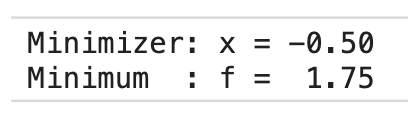 Minimizer: x = -0.50
Minimum  : f =  1.75